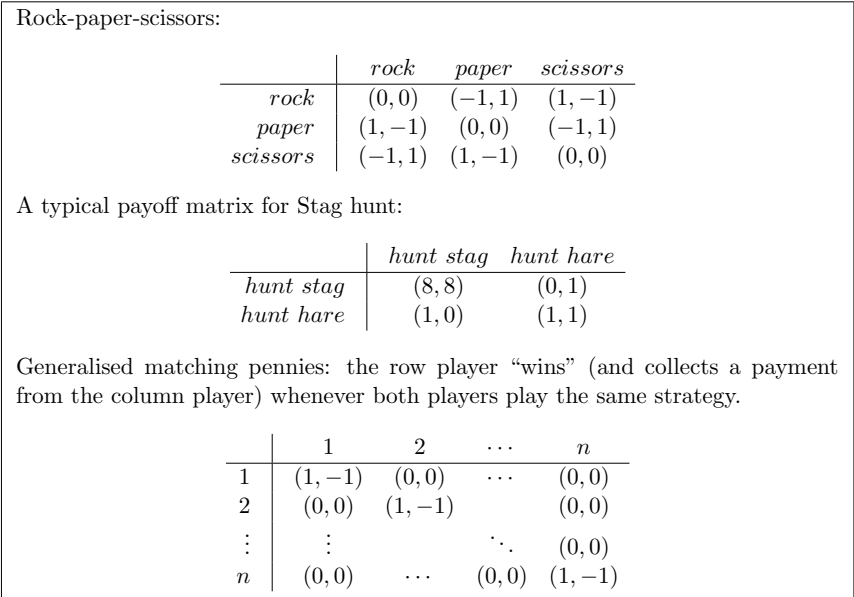 Rock-paper-scissors:
rock paper scissors
rock (0, 0) (−1, 1) (1, −1)
paper (1, −1) (0, 0) (−1, 1)
scissors (−1, 1) (1, −1) (0, 0)
A typical payoff matrix for Stag hunt:
hunt stag hunt hare
hunt stag (8, 8) (0, 1)
hunt hare (1, 0) (1, 1)
Generalised matching pennies: the row player “wins” (and collects a payment
from the column player) whenever both players play the same strategy.
1 2 ⋯ n
1 (1, −1) (0, 0) ⋯ (0, 0)
2 (0, 0) (1, −1) (0, 0)
⋮ ⋮ ⋱ (0, 0)
n (0, 0) ⋯ (0, 0) (1, −1)